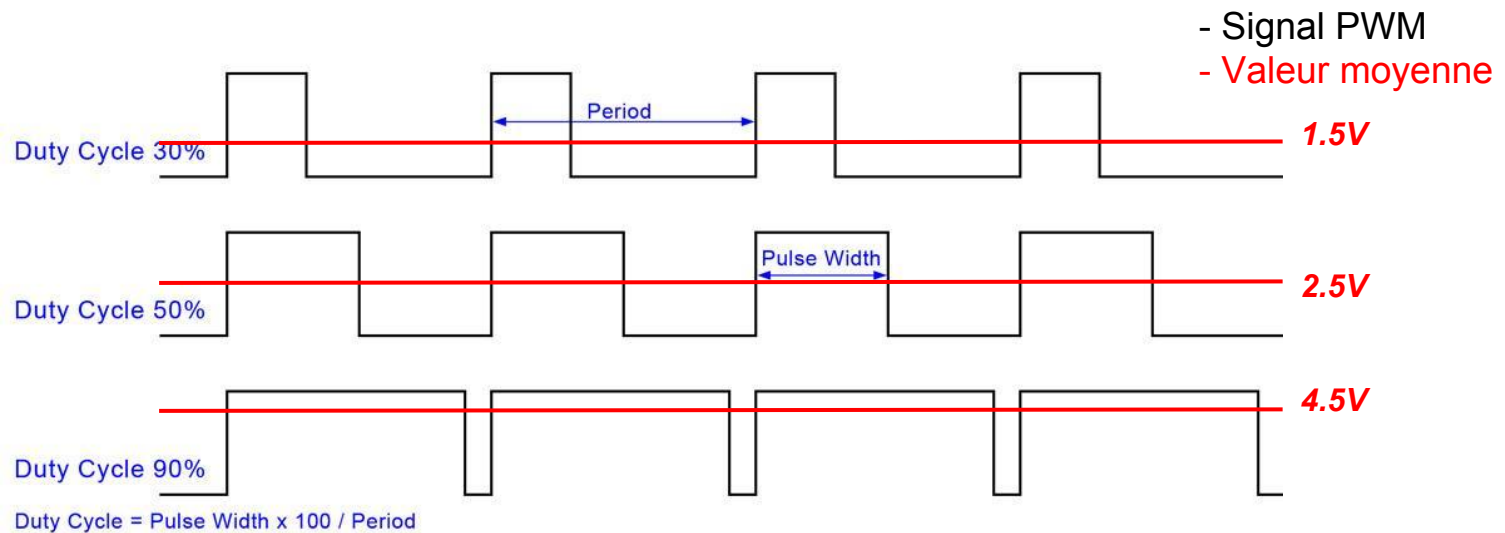 - Signal PWM
- Valeur moyenne
Period
1.5V
Duty Cycle 30%
Pulse Width
2.5V
Duty Cycle 50%
4.5V
Duty Cycle 90%
Duty Cycle = Pulse Width x 100 / Period